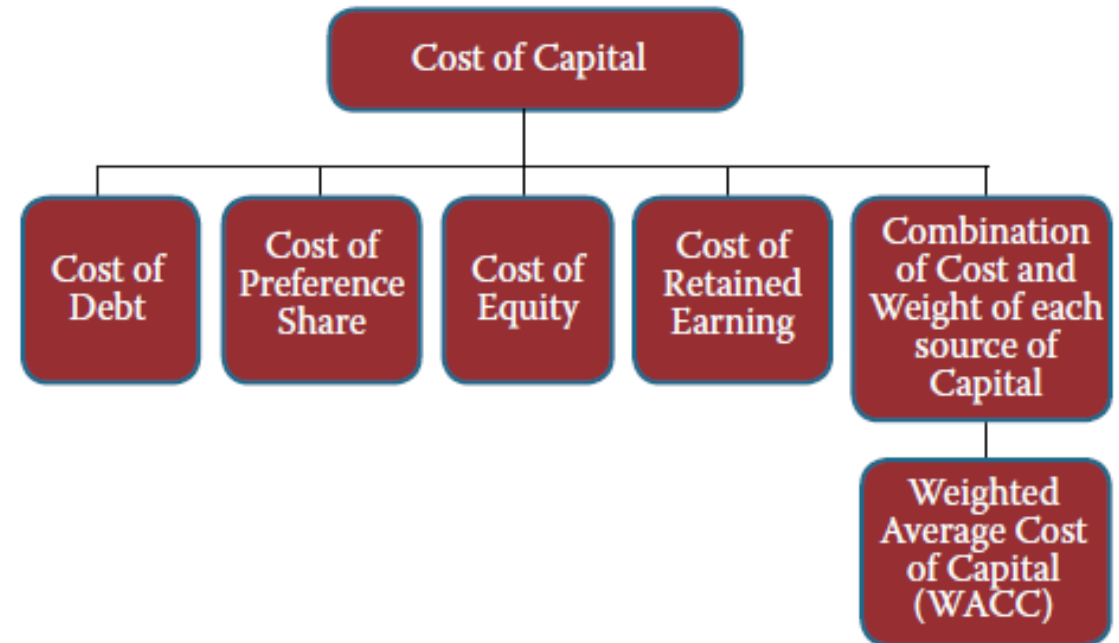 Cost of Capital
Cost of
Debt
Cost of
Preference
Share
Cost of
Equity
Cost of
Retained
Earning
Combination
of Cost and
Weight of each
source of
Capital
Weighted
Average Cost
of Capital
(WACC)